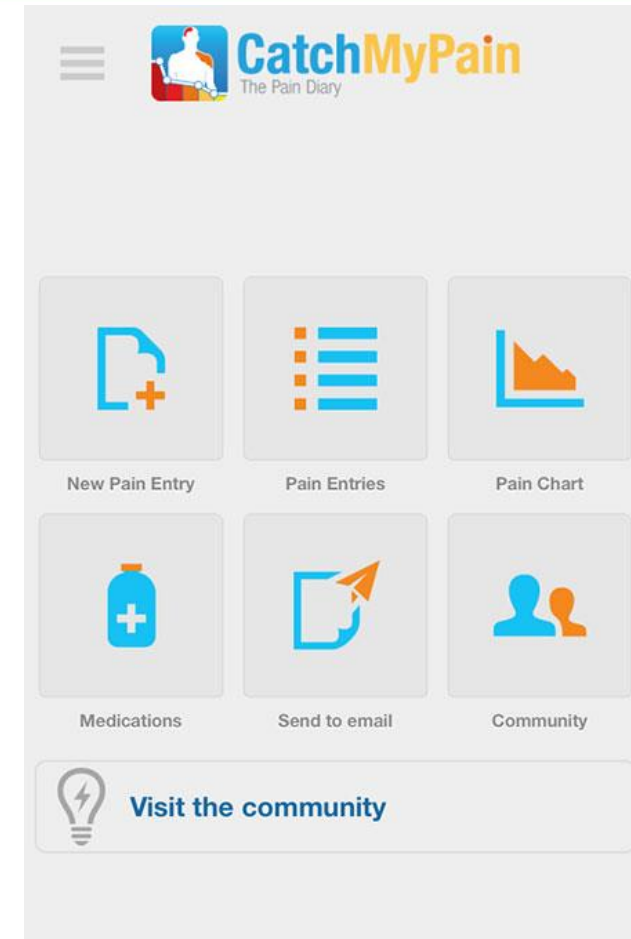 CatchMyPain
The Pain Diary
New Pain Entry
Pain Entries
Pain Chart
Medications
Send to email
Community
Visit the community